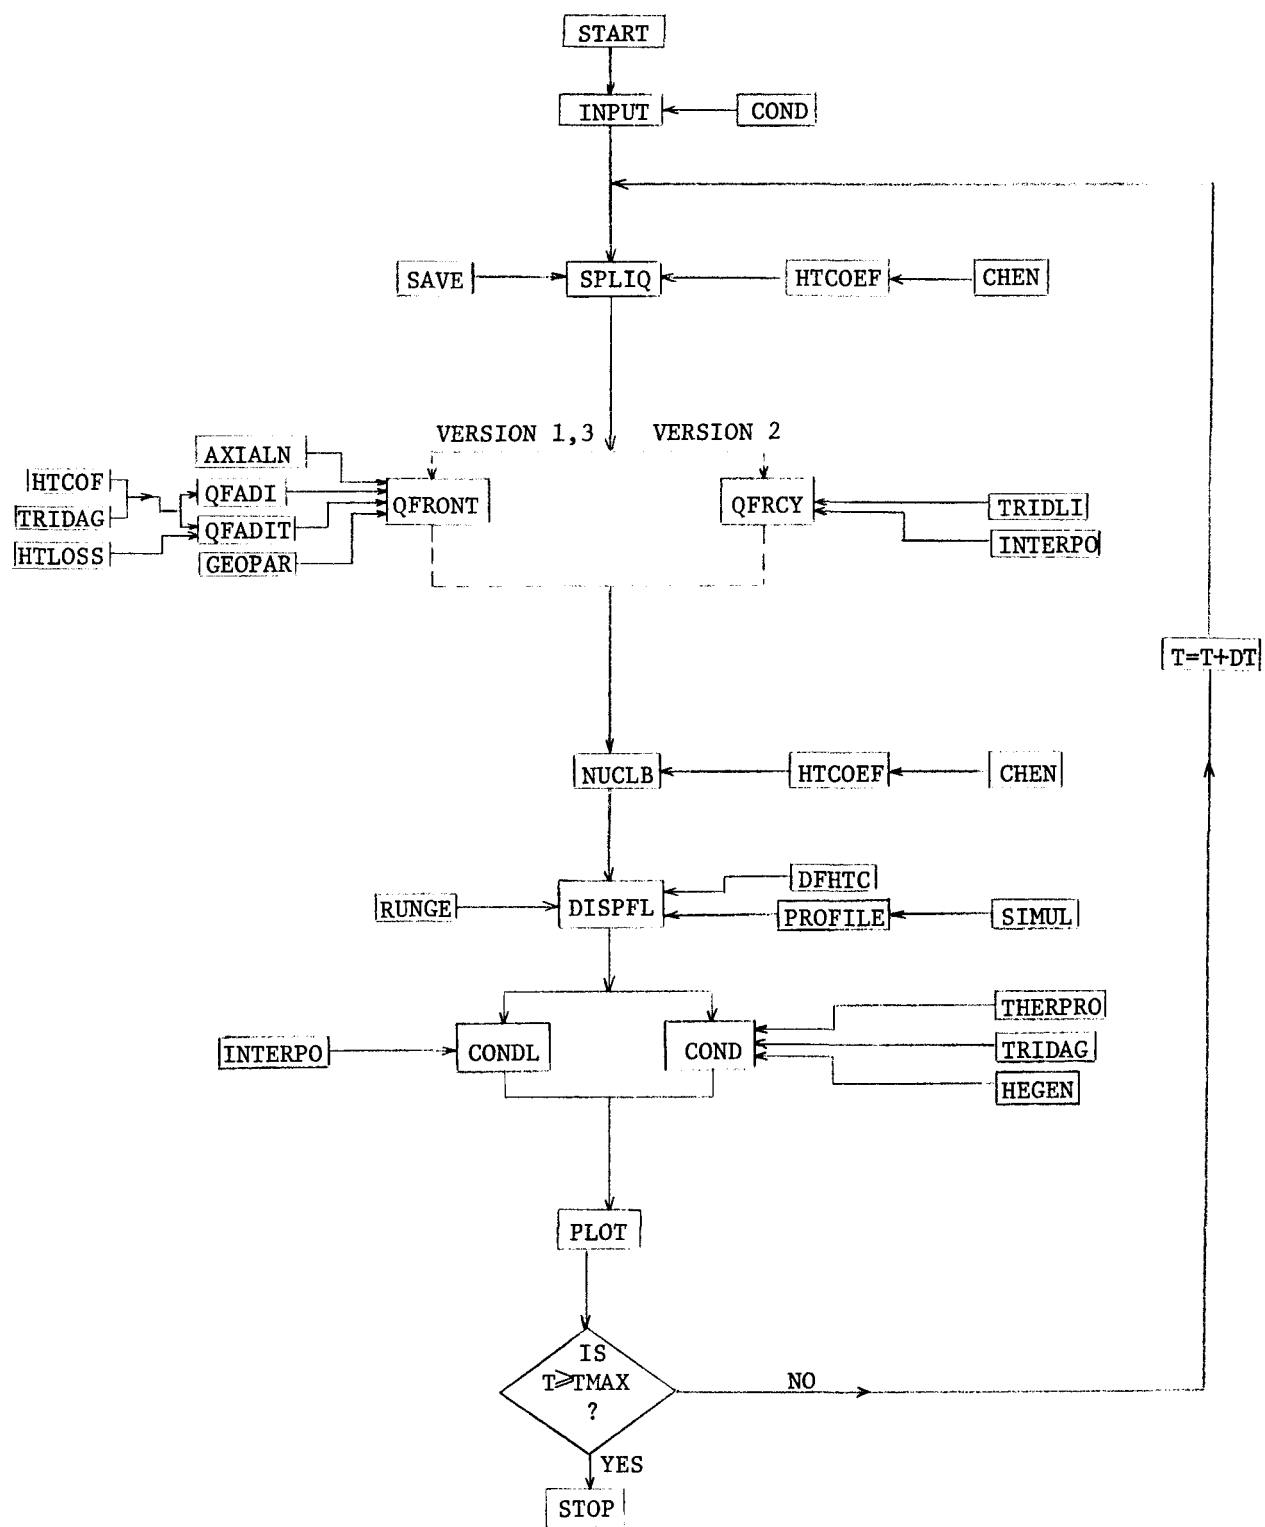 START
INPUT
COND
SAVE
SPLIQ
HTCOEF
CHEN
VERSION 1,3
VERSION 2
AXIALN
HTCOF
QFADI
QFRONT
QFRCY
TRIDLI
TRIDAG
QFADIT
INTERPO
HTLOSS
GEOPAR
T=T+DT
NUCLB
HTCOEF
CHEN
DFHTC
RUNGE
DISPFL
PROFILE
SIMUL
THERPRO
INTERPO
CONDL
COND
TRIDAG
HEGEN
PLOT
IS
T⩾TMAX
?
NO
YES
STOP